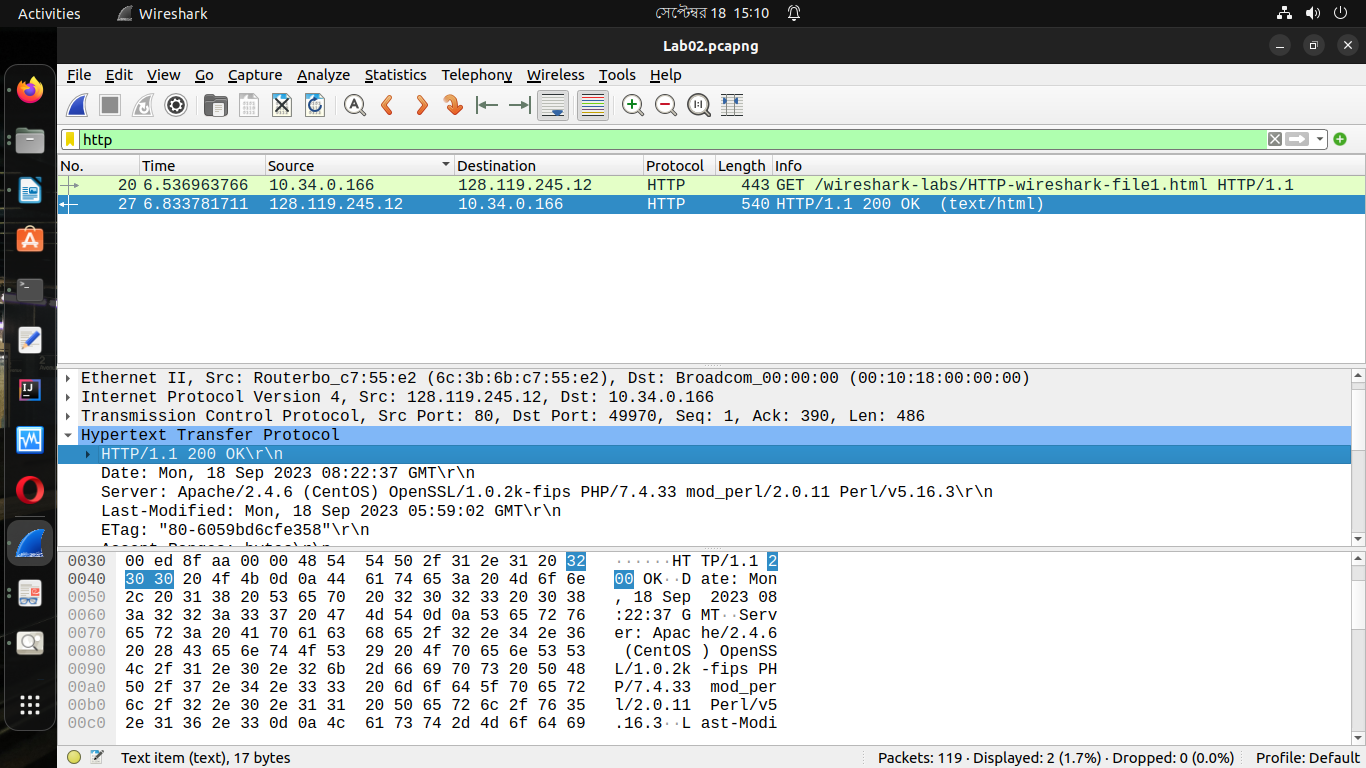 Activities Wireshark সেপ্টেম্বর 18 15:10
Lab02.pcapng
File Edit View Go Capture Analyze Statistics Telephony Wireless Tools Help
http
No. Time Source Destination Protocol Length Info
20 6.536963766 10.34.0.166 128.119.245.12 HTTP 443 GET /wireshark-labs/HTTP-wireshark-file1.html HTTP/1.1
27 6.833781711 128.119.245.12 10.34.0.166 HTTP 540 HTTP/1.1 200 OK (text/html)
Ethernet II, Src: Routerbo_c7:55:e2 (6c:3b:6b:c7:55:e2), Dst: Broadcom_00:00:00 (00:10:18:00:00:00)
Internet Protocol Version 4, Src: 128.119.245.12, Dst: 10.34.0.166
Transmission Control Protocol, Src Port: 80, Dst Port: 49970, Seq: 1, Ack: 390, Len: 486
Hypertext Transfer Protocol
HTTP/1.1 200 OK\r\n
Date: Mon, 18 Sep 2023 08:22:37 GMT\r\n
Server: Apache/2.4.6 (CentOS) OpenSSL/1.0.2k-fips PHP/7.4.33 mod_perl/2.0.11 Perl/v5.16.3\r\n
Last-Modified: Mon, 18 Sep 2023 05:59:02 GMT\r\n
ETag: "80-6059bd6cfe358"\r\n
0030 00 ed 8f aa 00 00 48 54 54 50 2f 31 2e 31 20 32 ······HT TP/1.1 2
0040 30 30 20 4f 4b 0d 0a 44 61 74 65 3a 20 4d 6f 6e 00 OK··D ate: Mon
0050 2c 20 31 38 20 53 65 70 20 32 30 32 33 20 30 38 , 18 Sep 2023 08
0060 3a 32 32 3a 33 37 20 47 4d 54 0d 0a 53 65 72 76 :22:37 G MT··Serv
0070 65 72 3a 20 41 70 61 63 68 65 2f 32 2e 34 2e 36 er: Apac he/2.4.6
0080 20 28 43 65 6e 74 4f 53 29 20 4f 70 65 6e 53 53 (CentOS ) OpenSS
0090 4c 2f 31 2e 30 2e 32 6b 2d 66 69 70 73 20 50 48 L/1.0.2k -fips PH
00a0 50 2f 37 2e 34 2e 33 33 20 6d 6f 64 5f 70 65 72 P/7.4.33 mod_per
00b0 6c 2f 32 2e 30 2e 31 31 20 50 65 72 6c 2f 76 35 l/2.0.11 Perl/v5
00c0 2e 31 36 2e 33 0d 0a 4c 61 73 74 2d 4d 6f 64 69 .16.3··L ast-Modi
Text item (text), 17 bytes Packets: 119 · Displayed: 2 (1.7%) · Dropped: 0 (0.0%) Profile: Default